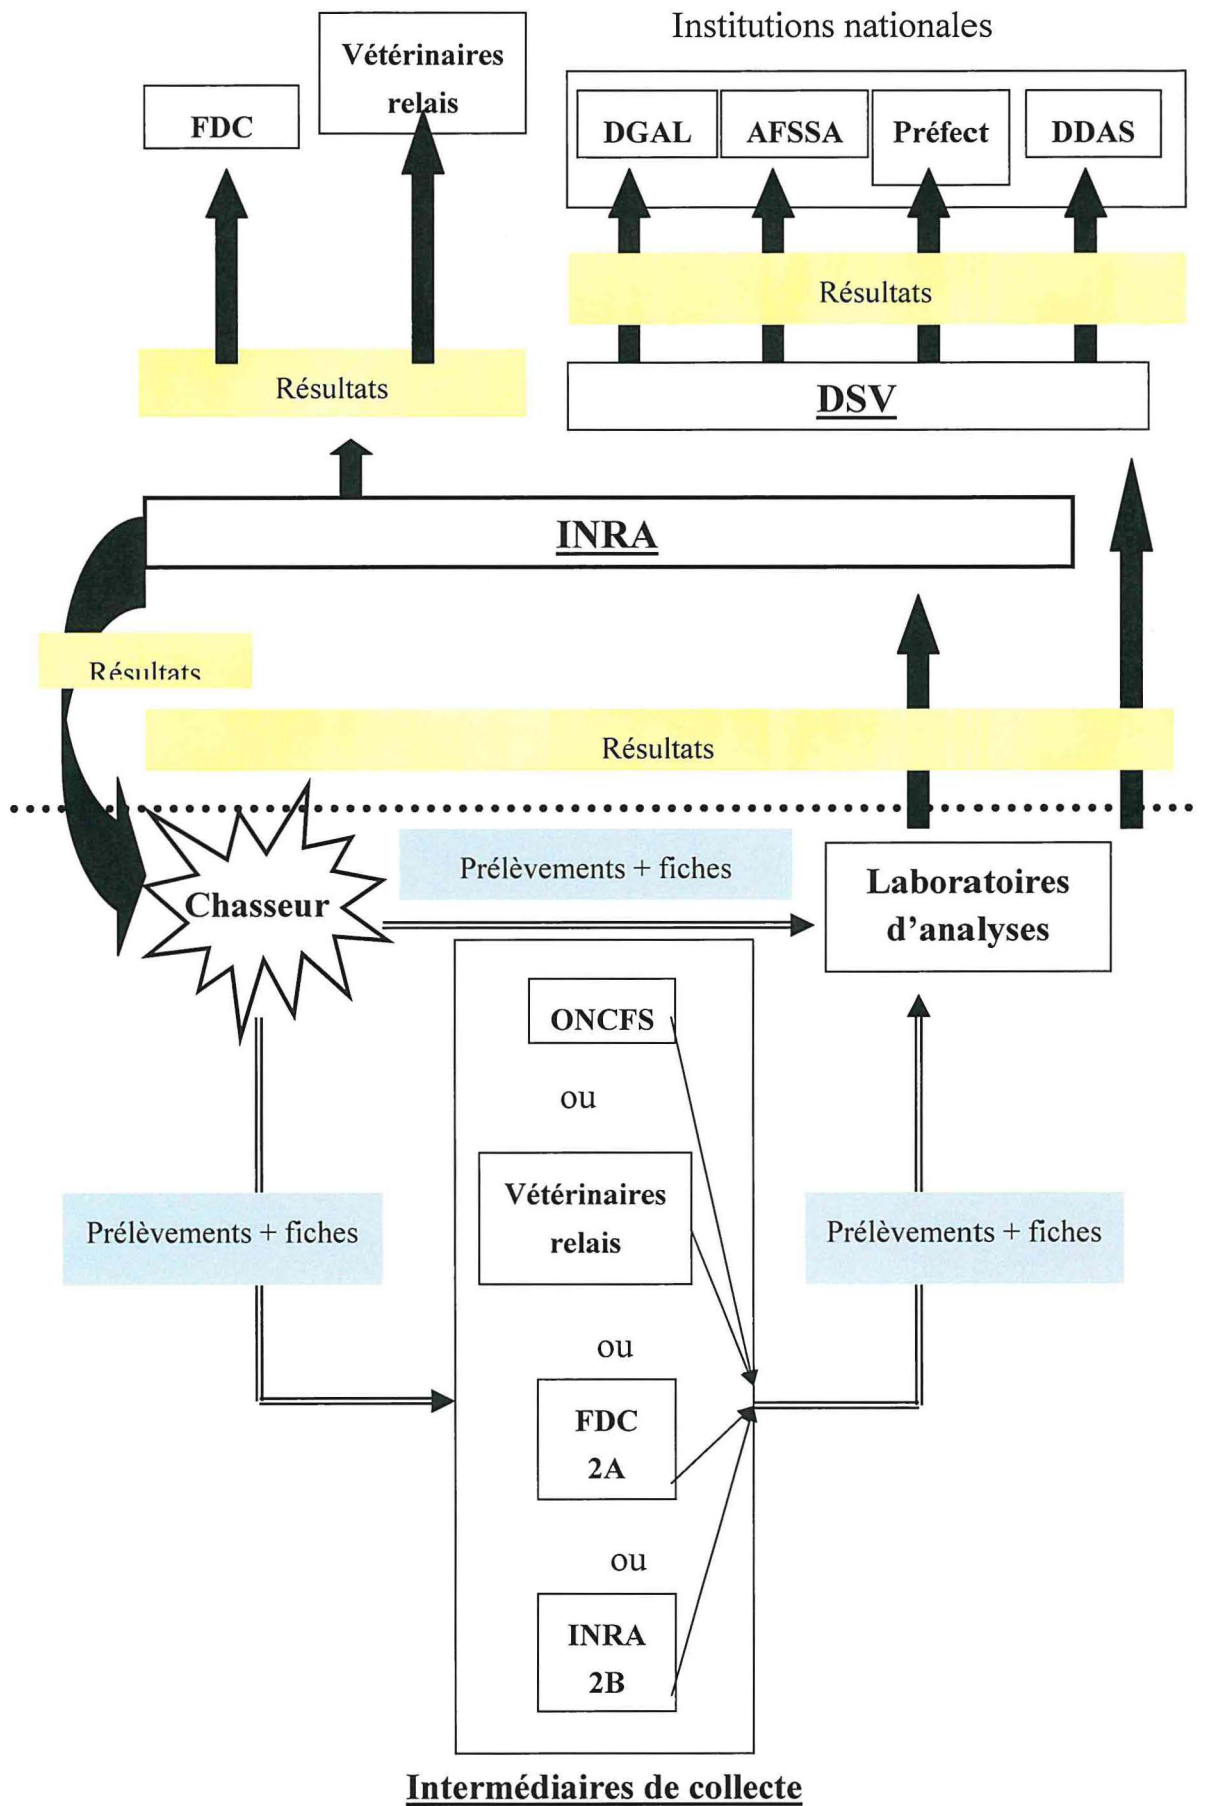 Institutions nationales
Vétérinaires
relais
FDC
DGAL
AFSSA
Préfect
DDAS
Résultats
Résultats
DSV
INRA
Résultats
Résultats
Prélèvements + fiches
Chasseur
Laboratoires
d'analyses
ONCFS
ou
Vétérinaires
relais
Prélèvements + fiches
Prélèvements + fiches
ou
FDC
2A
ou
INRA
2B
Intermédiaires de collecte